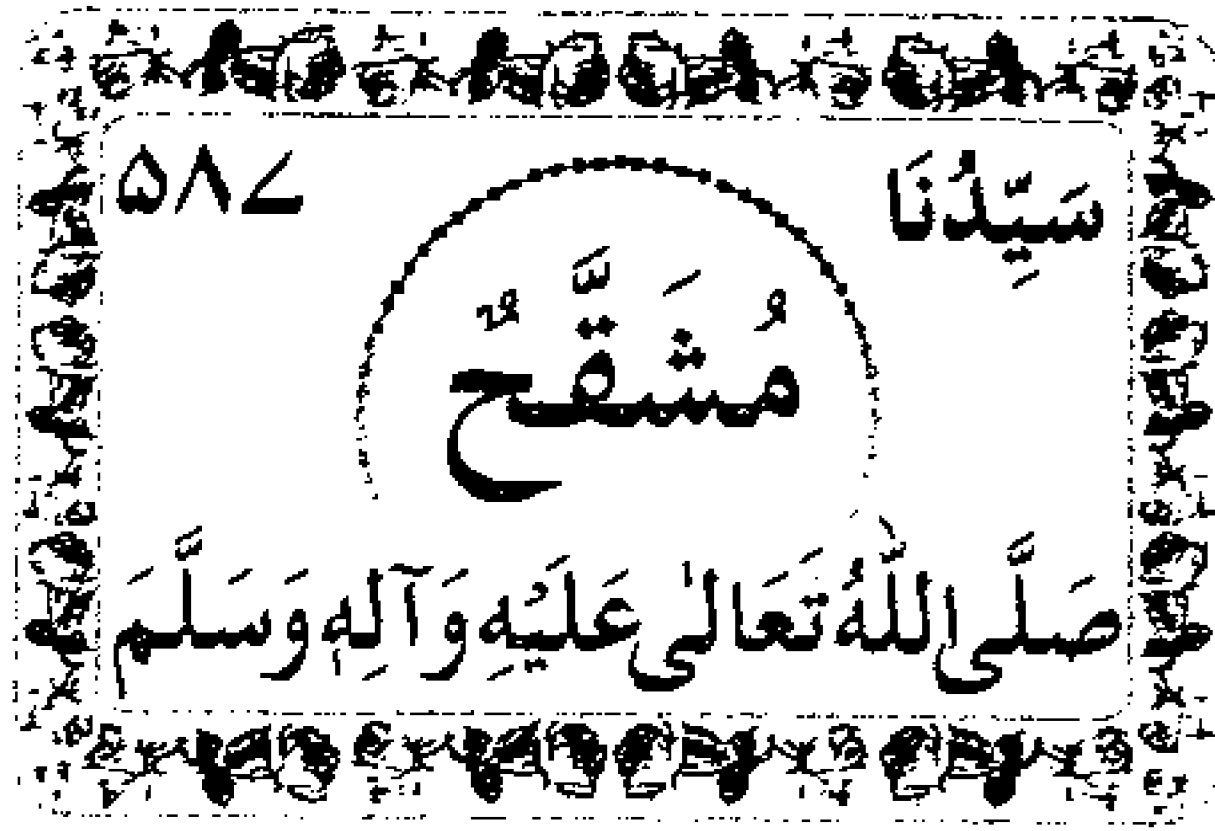 سَيِّدُنَا ۵۸۷
مُشَقَّحٌ
صَلَّى اللّٰهُ تَعَالٰى عَلَيْهِ وَآلِهٖ وَسَلَّمَ